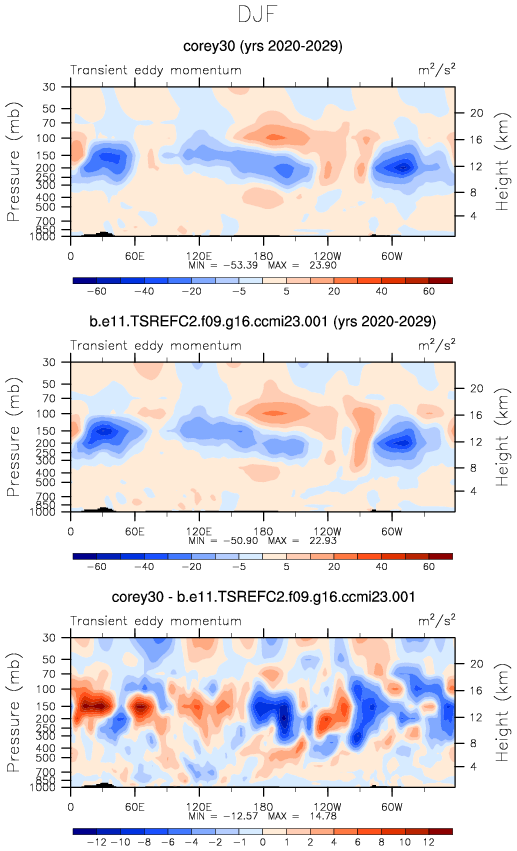 DJF
corey30 (yrs 2020-2029)
Transient eddy momentum m²/s²
30
50
70
100
150
200
250
300
400
500
700
850
1000
Pressure (mb)
20
16
12
8
4
Height (km)
0 60E 120E 180 120W 60W
MIN = -53.39 MAX = 23.90
-60 -40 -20 -5 5 20 40 60
b.e11.TSREFC2.f09.g16.ccmi23.001 (yrs 2020-2029)
Transient eddy momentum m²/s²
30
50
70
100
150
200
250
300
400
500
700
850
1000
Pressure (mb)
20
16
12
8
4
Height (km)
0 60E 120E 180 120W 60W
MIN = -50.90 MAX = 22.93
-60 -40 -20 -5 5 20 40 60
corey30 - b.e11.TSREFC2.f09.g16.ccmi23.001
Transient eddy momentum m²/s²
30
50
70
100
150
200
250
300
400
500
700
850
1000
Pressure (mb)
20
16
12
8
4
Height (km)
0 60E 120E 180 120W 60W
MIN = -12.57 MAX = 14.78
-12 -10 -8 -6 -4 -2 -1 0 1 2 4 6 8 10 12